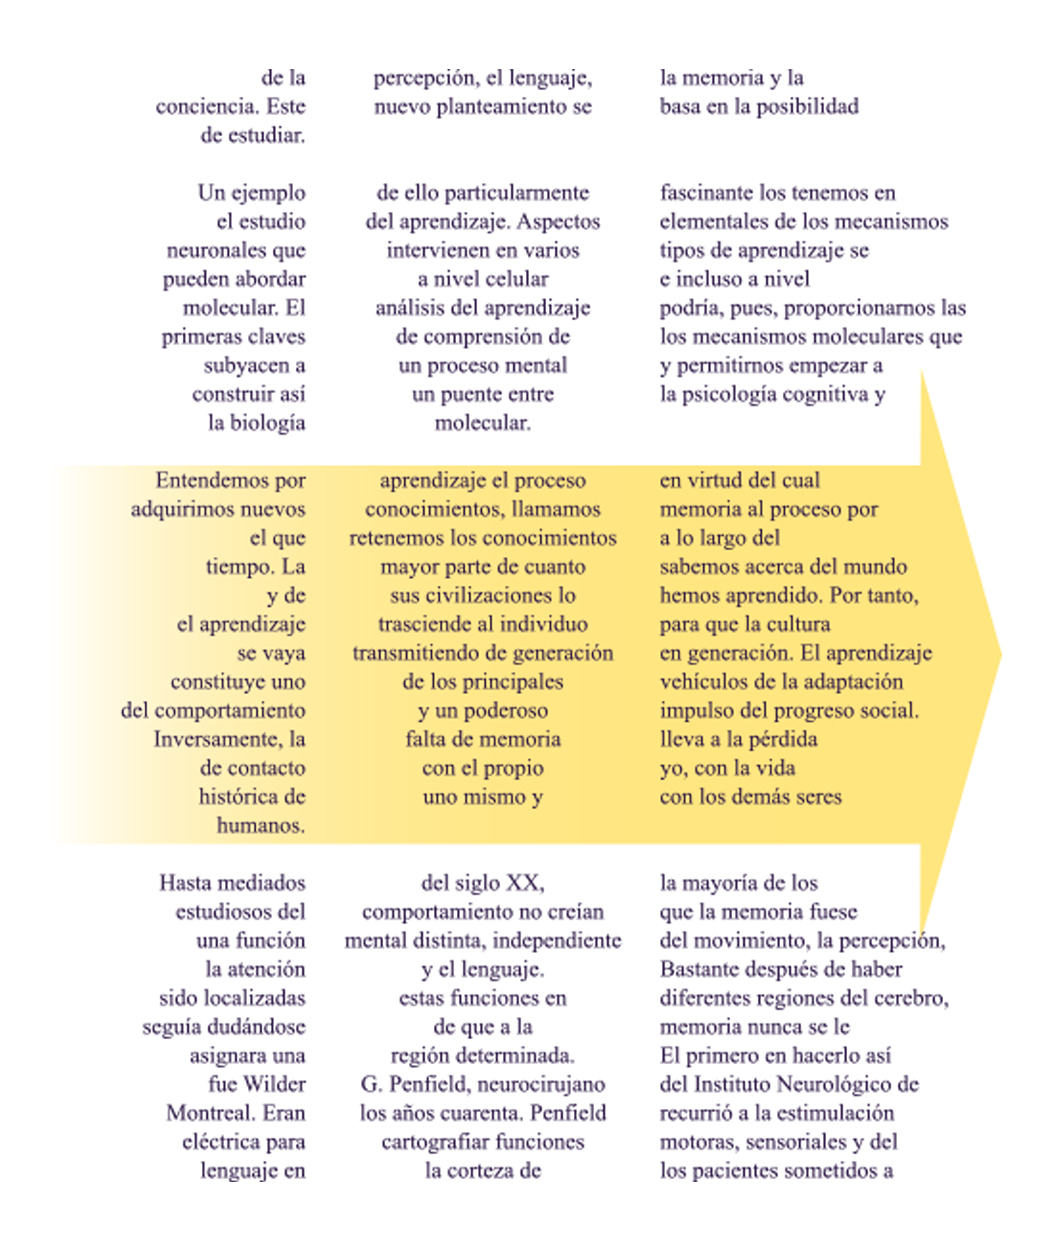 de la percepción, el lenguaje, la memoria y la
conciencia. Este nuevo planteamiento se basa en la posibilidad
de estudiar.
Un ejemplo de ello particularmente fascinante los tenemos en
el estudio del aprendizaje. Aspectos elementales de los mecanismos
neuronales que intervienen en varios tipos de aprendizaje se
pueden abordar a nivel celular e incluso a nivel
molecular. El análisis del aprendizaje podría, pues, proporcionarnos las
primeras claves de comprensión de los mecanismos moleculares que
subyacen a un proceso mental y permitirnos empezar a
construir así un puente entre la psicología cognitiva y
la biología molecular.
Entendemos por aprendizaje el proceso en virtud del cual
adquirimos nuevos conocimientos, llamamos memoria al proceso por
el que retenemos los conocimientos a lo largo del
tiempo. La mayor parte de cuanto sabemos acerca del mundo
y de sus civilizaciones lo hemos aprendido. Por tanto,
el aprendizaje trasciende al individuo para que la cultura
se vaya transmitiendo de generación en generación. El aprendizaje
constituye uno de los principales vehículos de la adaptación
del comportamiento y un poderoso impulso del progreso social.
Inversamente, la falta de memoria lleva a la pérdida
de contacto con el propio yo, con la vida
histórica de uno mismo y con los demás seres
humanos.
Hasta mediados del siglo XX, la mayoría de los
estudiosos del comportamiento no creían que la memoria fuese
una función mental distinta, independiente del movimiento, la percepción,
la atención y el lenguaje. Bastante después de haber
sido localizadas estas funciones en diferentes regiones del cerebro,
seguía dudándose de que a la memoria nunca se le
asignara una región determinada. El primero en hacerlo así
fue Wilder G. Penfield, neurocirujano del Instituto Neurológico de
Montreal. Eran los años cuarenta. Penfield recurrió a la estimulación
eléctrica para cartografiar funciones motoras, sensoriales y del
lenguaje en la corteza de los pacientes sometidos a